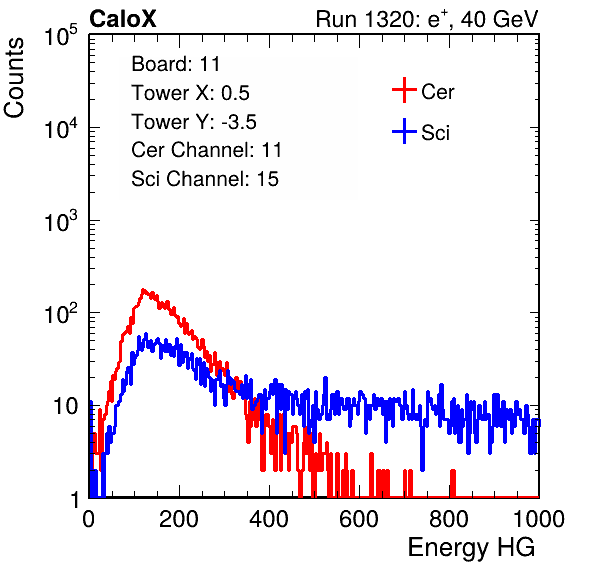 CaloX Run 1320: e⁺, 40 GeV
Counts
10⁵
10⁴
10³
10²
10
1
Board: 11
Tower X: 0.5
Tower Y: -3.5
Cer Channel: 11
Sci Channel: 15
Cer
Sci
0 200 400 600 800 1000
Energy HG